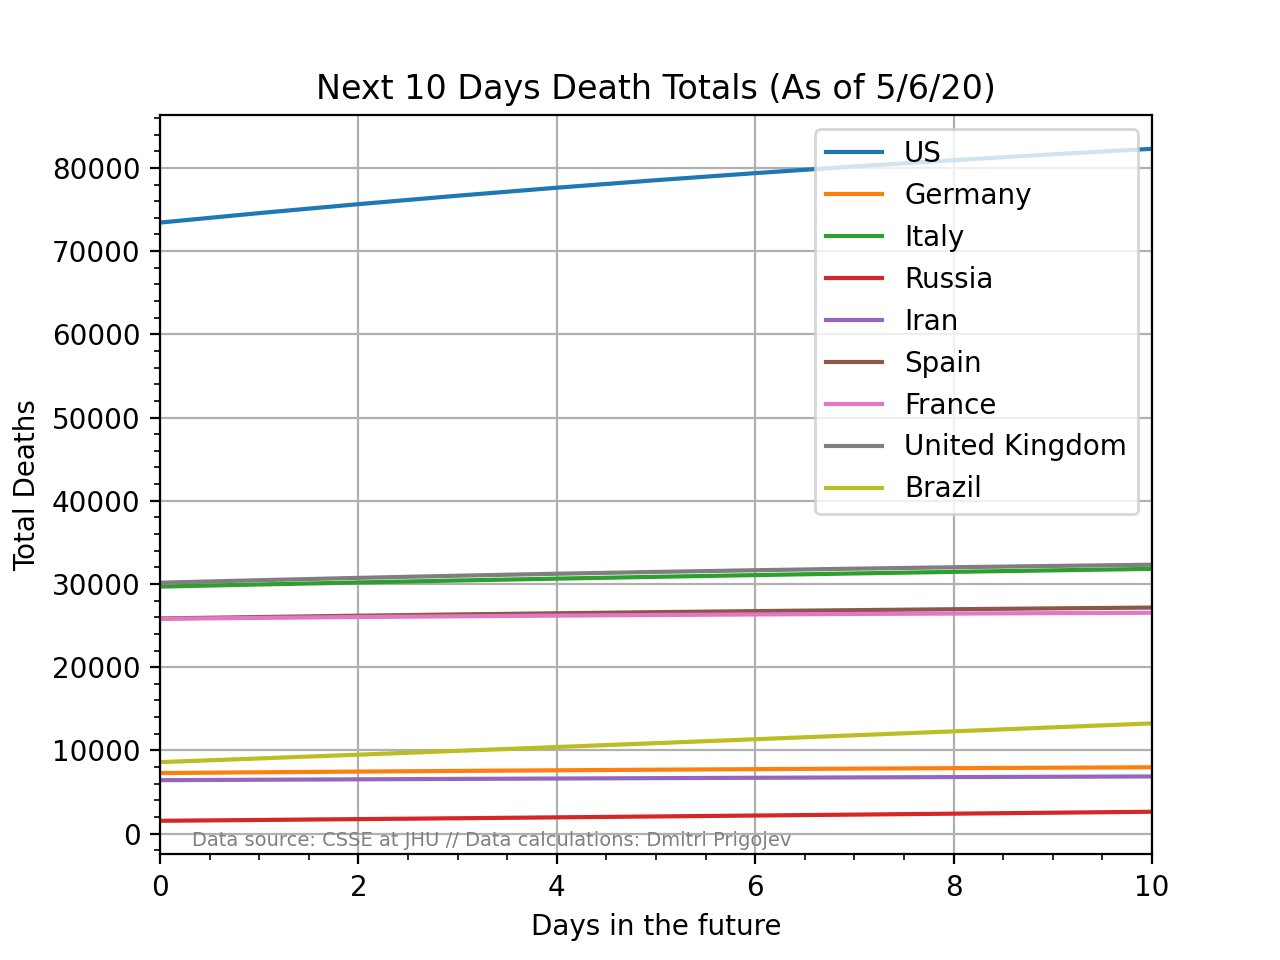 Next 10 Days Death Totals (As of 5/6/20)
Total Deaths
80000
70000
60000
50000
40000
30000
20000
10000
0
US
Germany
Italy
Russia
Iran
Spain
France
United Kingdom
Brazil
Data source: CSSE at JHU // Data calculations: Dmitri Prigojev
0 2 4 6 8 10
Days in the future